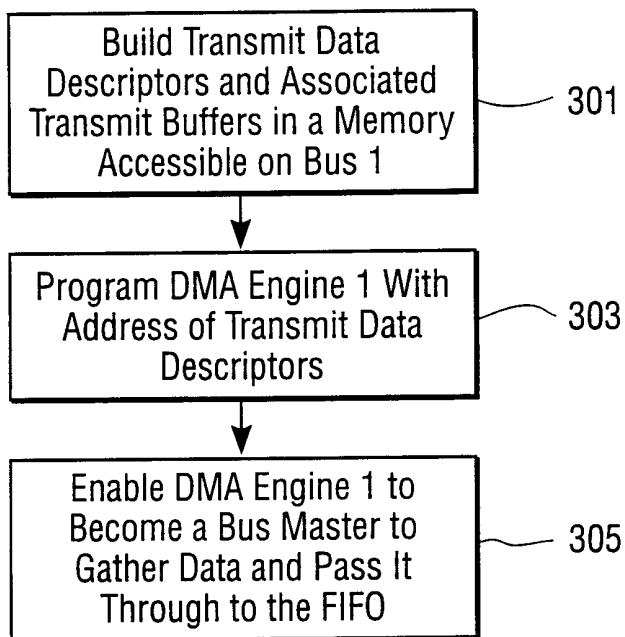 Build Transmit Data
Descriptors and Associated
Transmit Buffers in a Memory
Accessible on Bus 1
301
Program DMA Engine 1 With
Address of Transmit Data
Descriptors
303
Enable DMA Engine 1 to
Become a Bus Master to
Gather Data and Pass It
Through to the FIFO
305